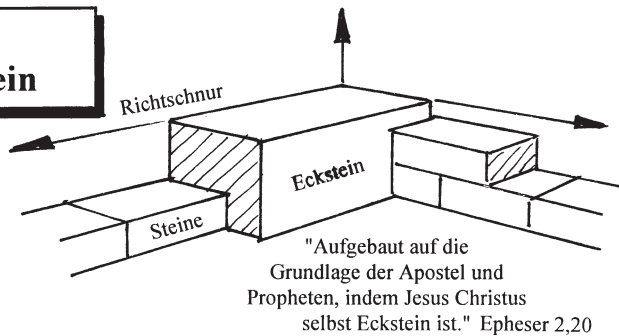 ein
Richtschnur
Eckstein
Steine
"Aufgebaut auf die
Grundlage der Apostel und
Propheten, indem Jesus Christus
selbst Eckstein ist." Epheser 2,20